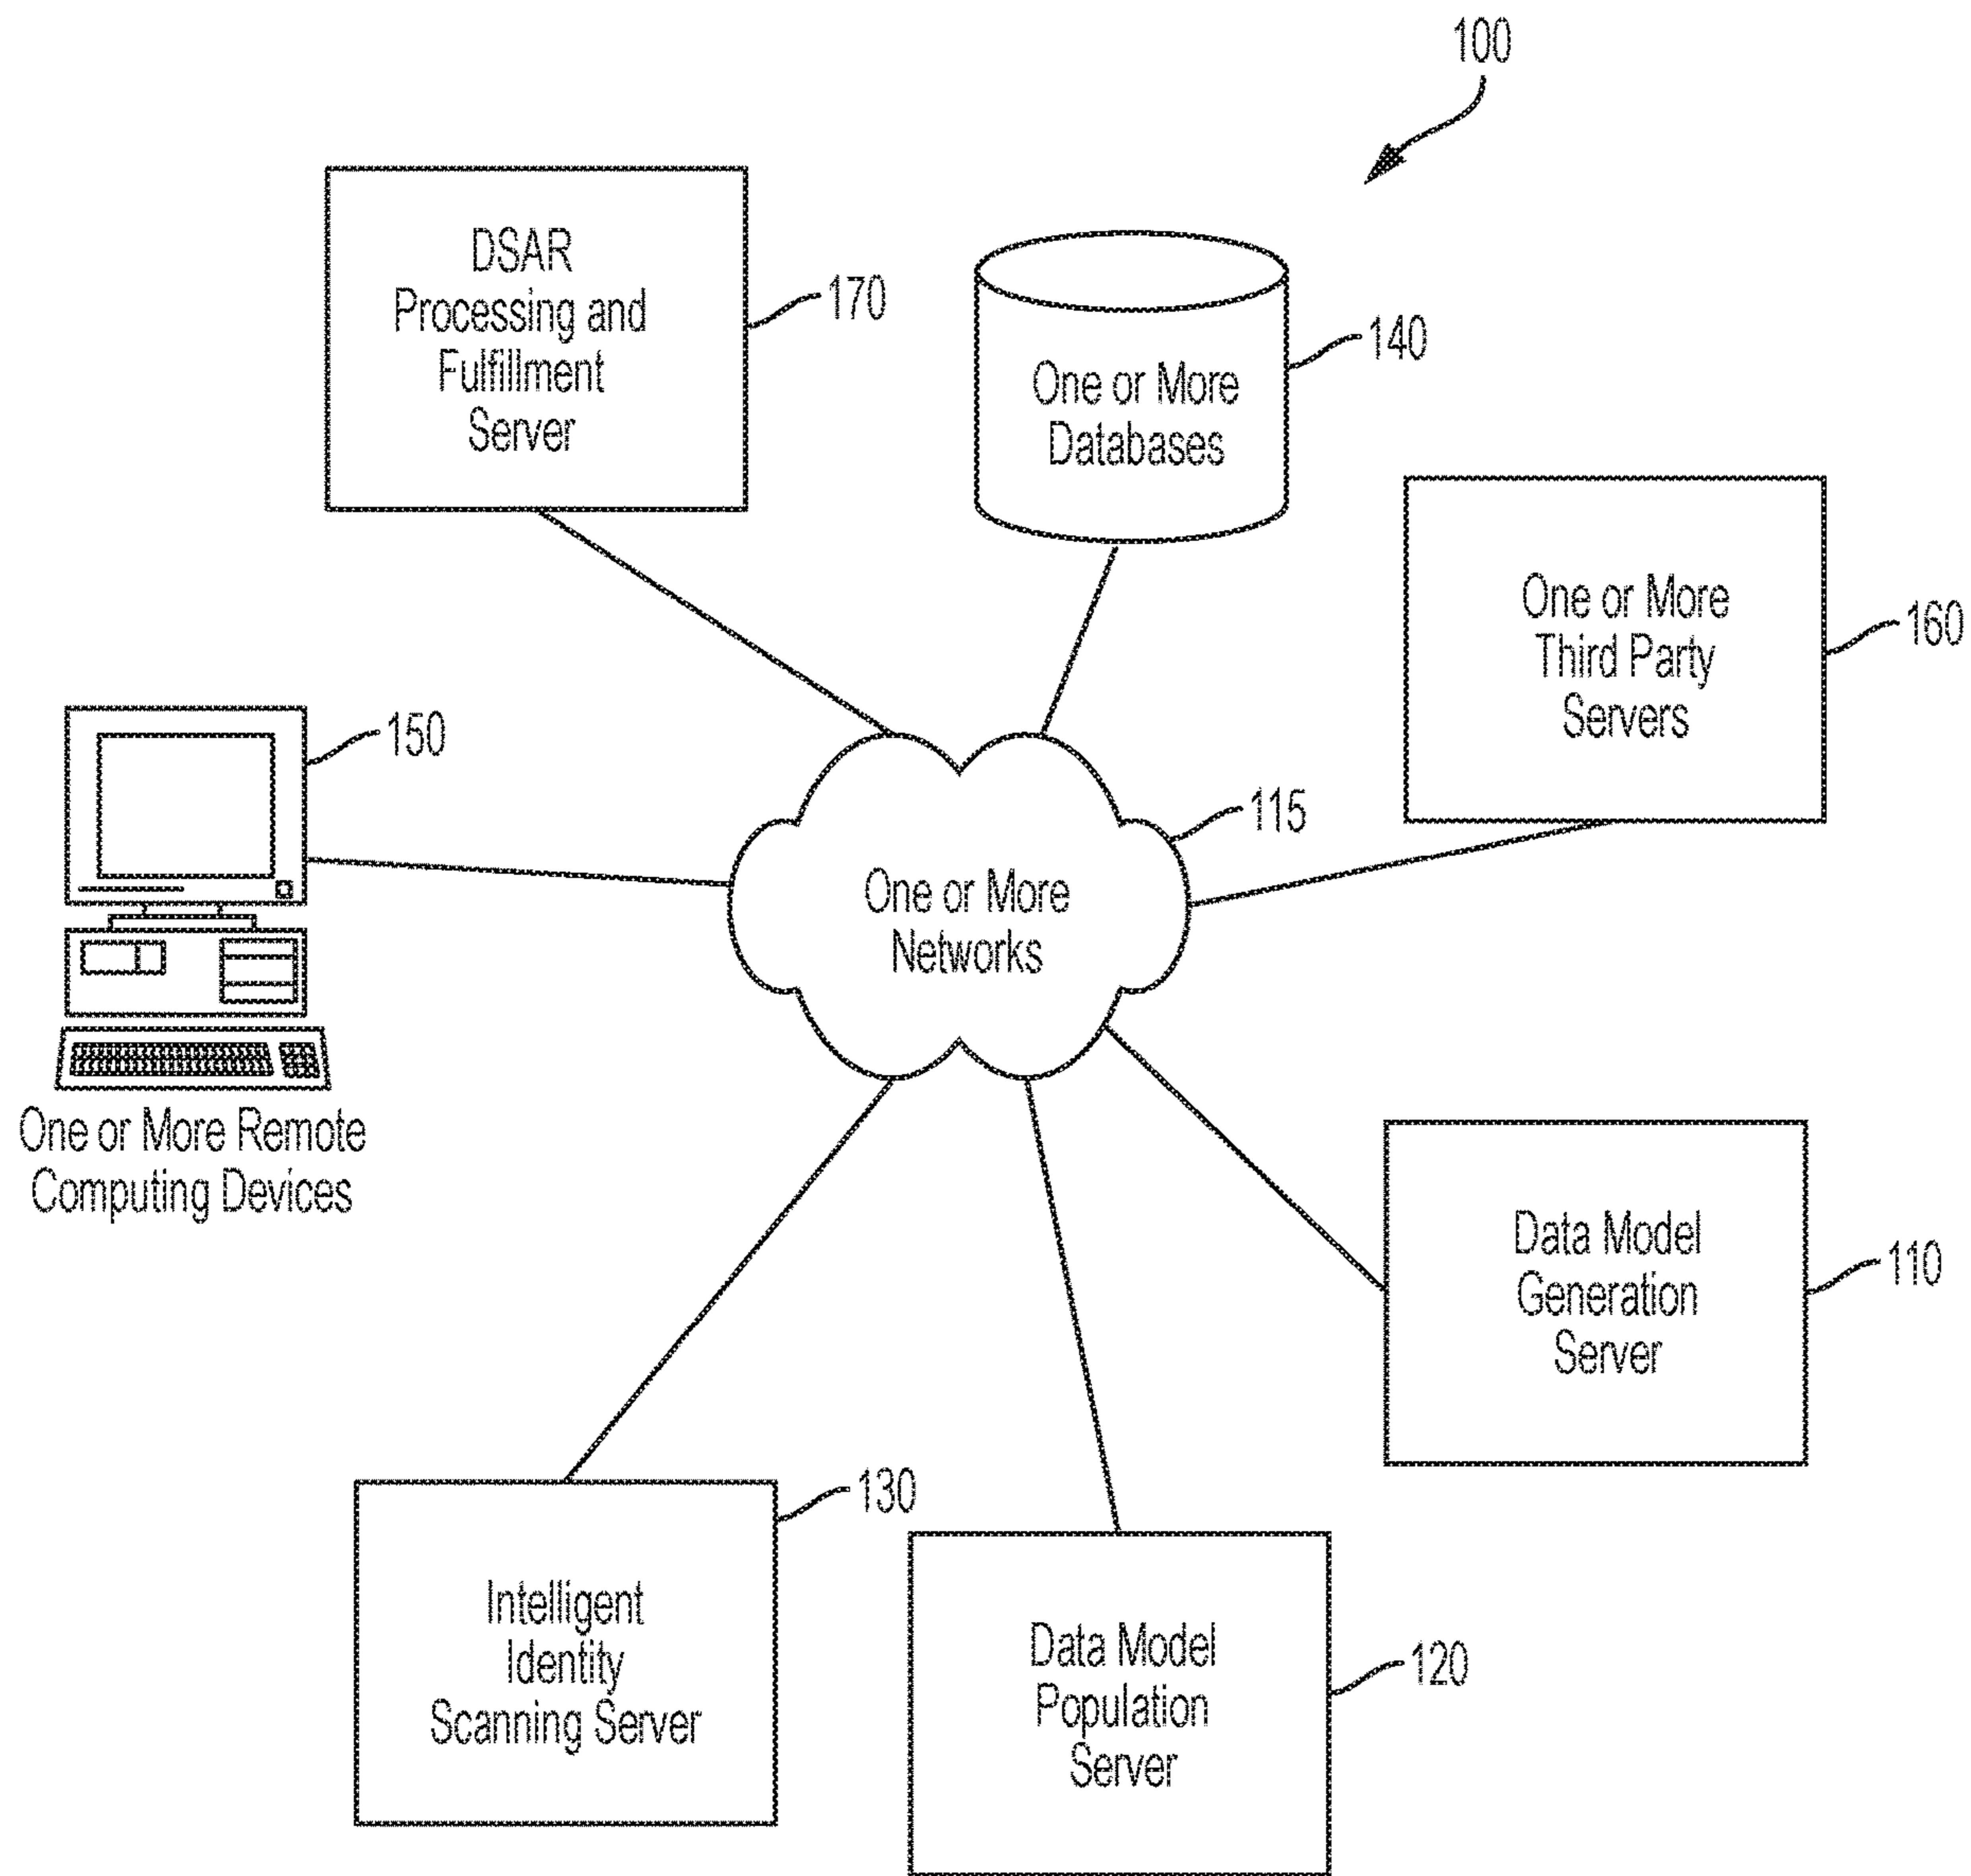 100
DSAR
Processing and
Fulfillment
Server
170
One or More
Databases
140
One or More
Third Party
Servers
160
150
One or More Remote
Computing Devices
115
One or More
Networks
Data Model
Generation
Server
110
Intelligent
Identity
Scanning Server
130
Data Model
Population
Server
120